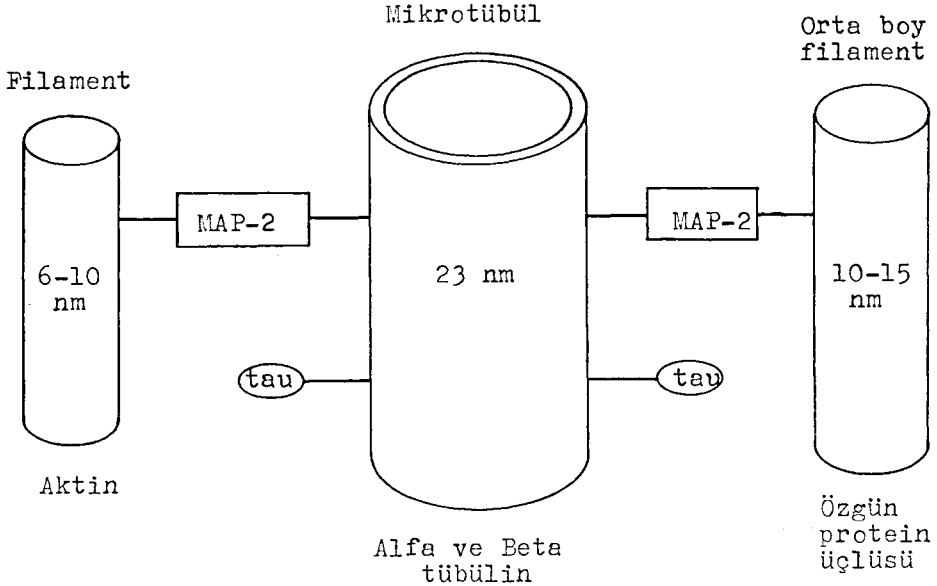 Mikrotübül
Orta boy
filament
Filament
MAP-2
MAP-2
6-10
nm
23 nm
10-15
nm
tau
tau
Aktin
Özgün
protein
üçlüsü
Alfa ve Beta
tübülin